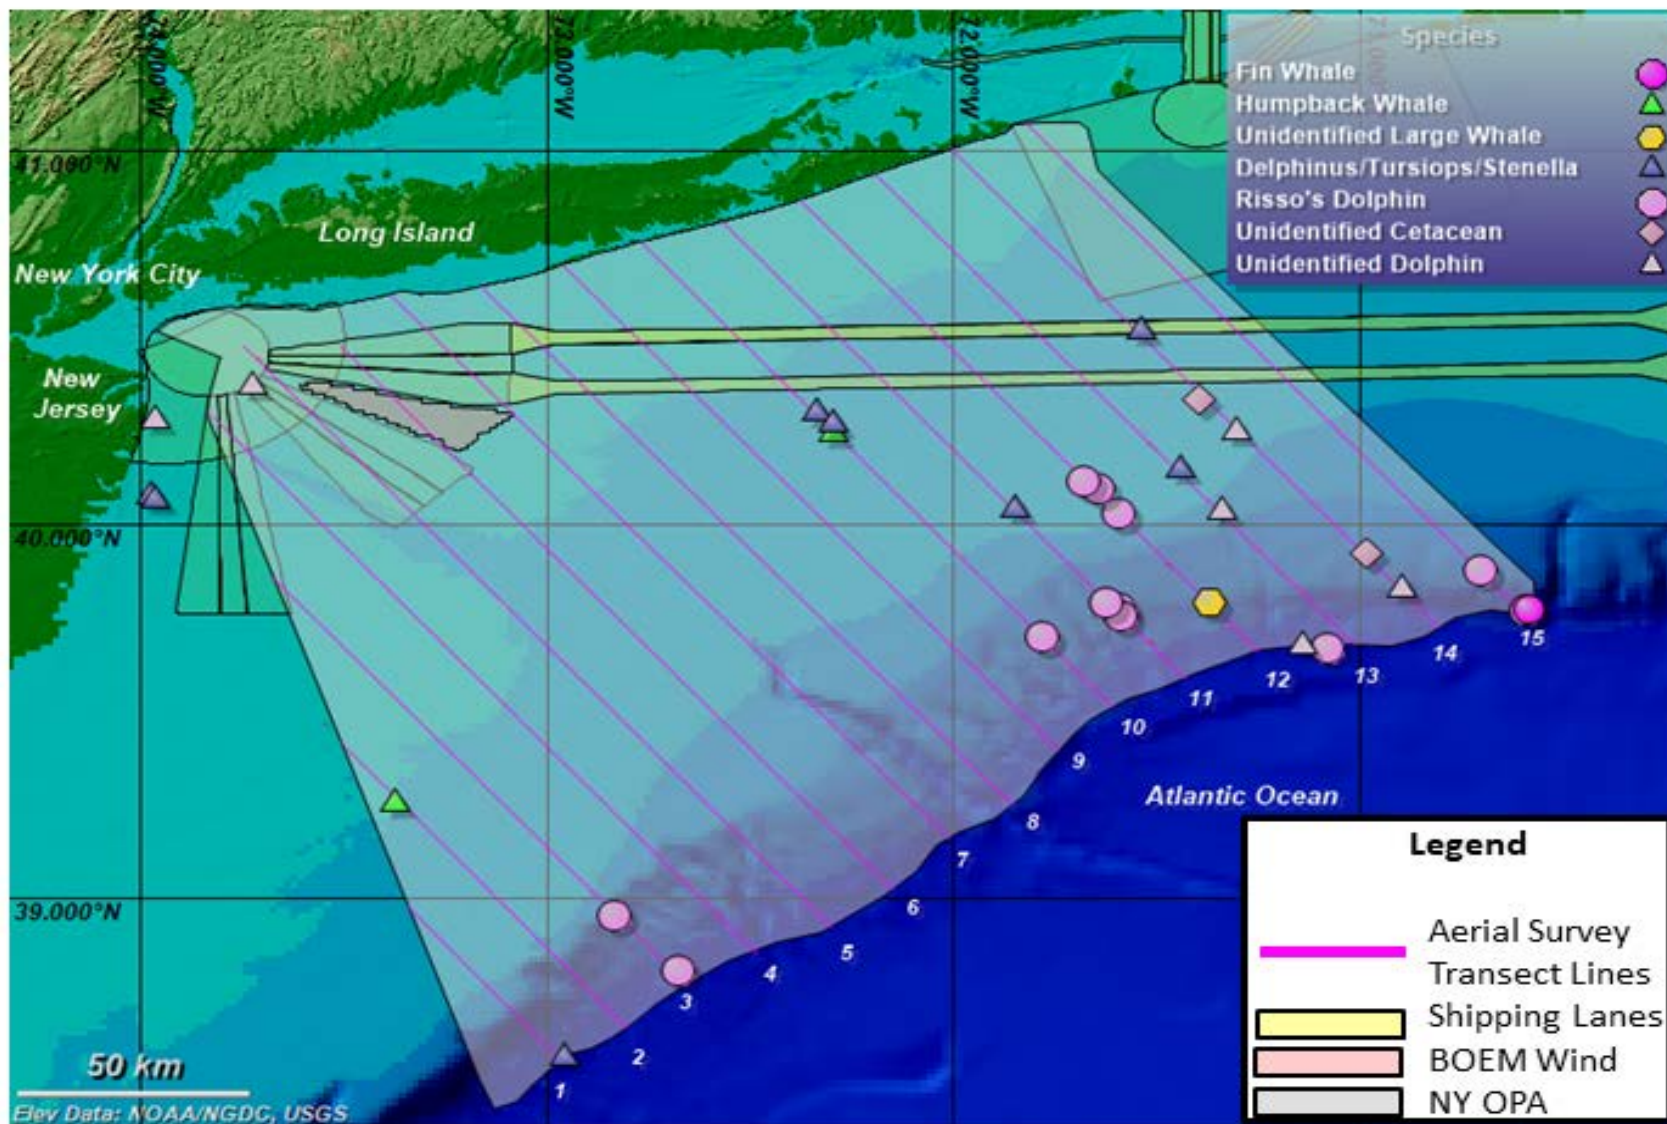 74.000°W
73.000°W
72.000°W
71.000°W
Species
Fin Whale
Humpback Whale
Unidentified Large Whale
Delphinus/Tursiops/Stenella
Risso's Dolphin
Unidentified Cetacean
Unidentified Dolphin
41.000°N
Long Island
New York City
New
Jersey
40.000°N
15
14
13
12
11
10
9
8
7
6
5
4
3
2
1
Atlantic Ocean
39.000°N
Legend
Aerial Survey
Transect Lines
Shipping Lanes
BOEM Wind
NY OPA
50 km
Elev Data: NOAA/NGDC, USGS